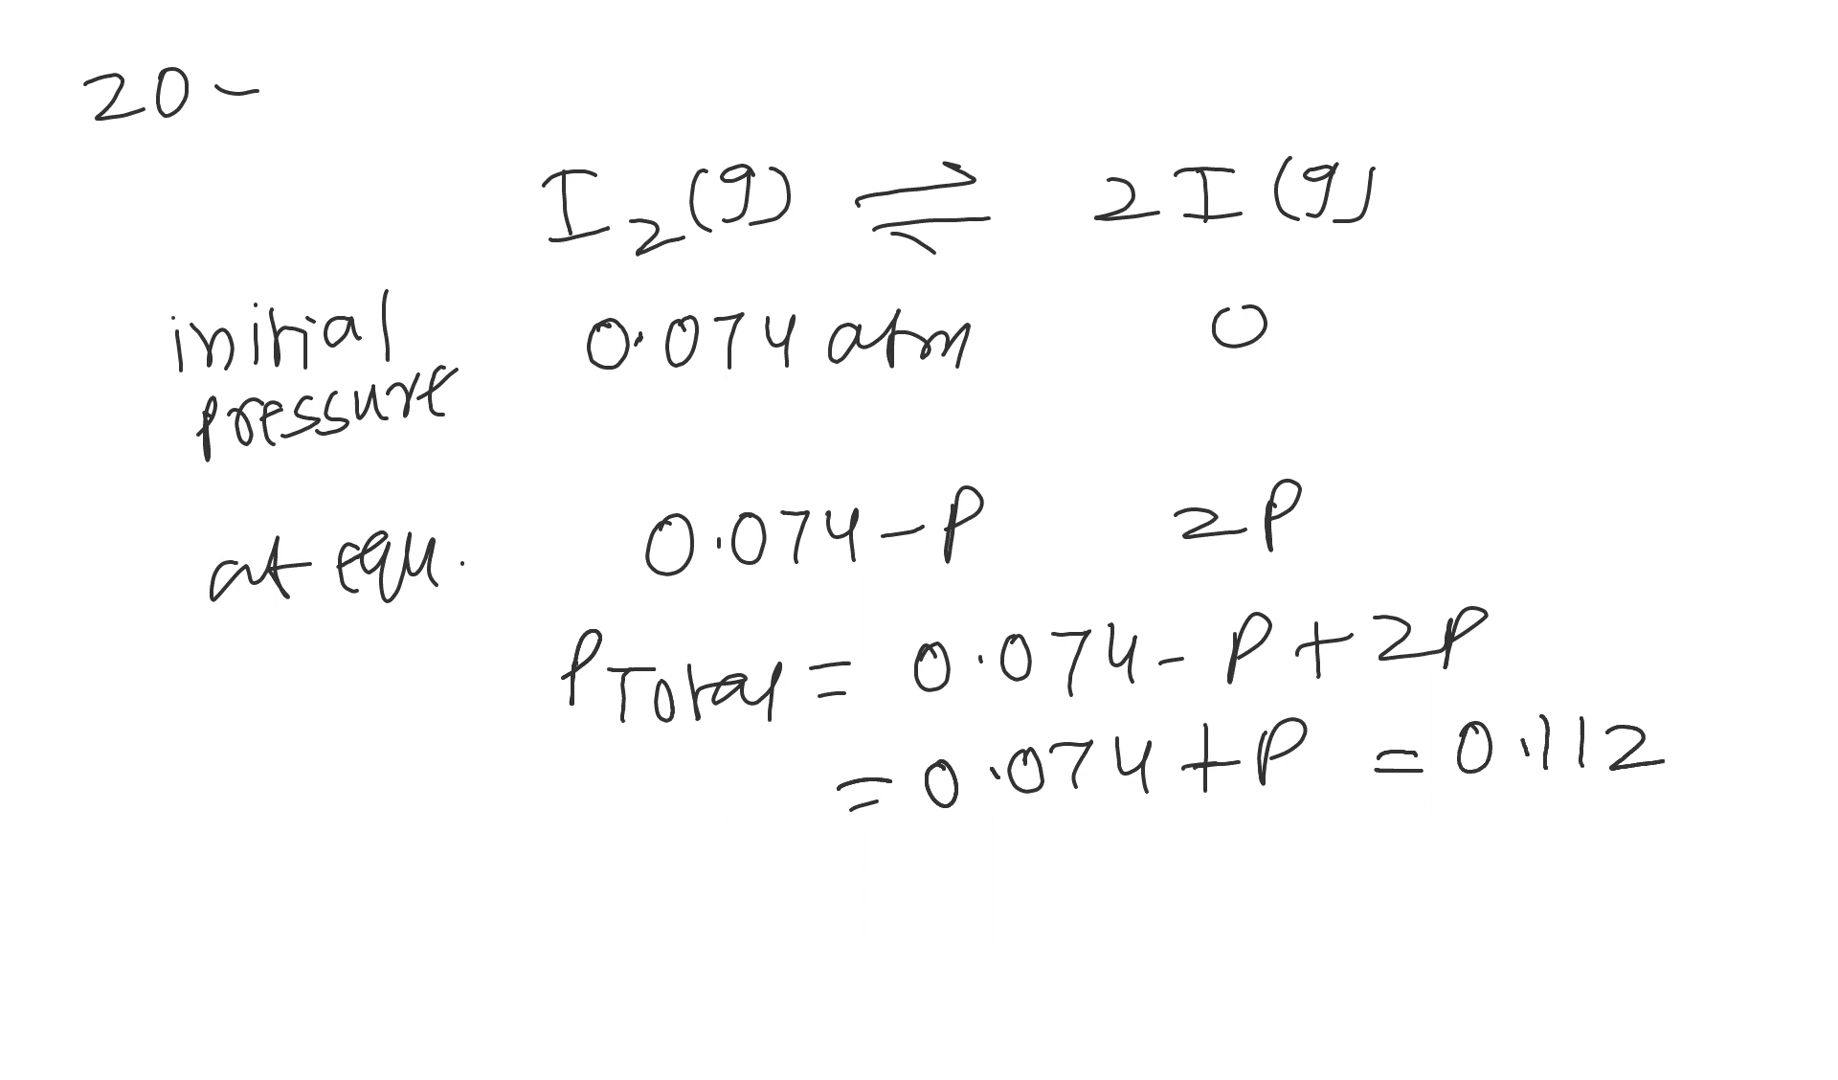 20-
I₂(g) ⇌ 2I(g)
initial pressure 0.074 atm 0
at equ. 0.074-P 2P
PTotal = 0.074-P+2P
= 0.074+P = 0.112